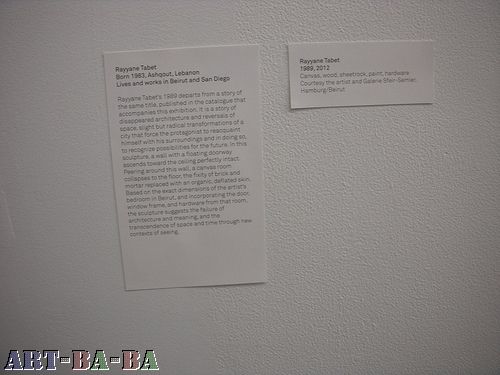 Rayyane Tabet
Born 1983, Ashqout, Lebanon
Lives and works in Beirut and San Diego
Rayyane Tabet's 1989 departs from a story of
the same title, published in the catalogue that
accompanies this exhibition. It is a story of
disappeared architecture and reversals of
space, slight but radical transformations of a
city that force the protagonist to reacquaint
himself with his surroundings and in doing so,
to recognize possibilities for the future. In this
sculpture, a wall with a floating doorway
ascends toward the ceiling perfectly intact.
Peering around this wall, a canvas room
collapses to the floor, the fixity of brick and
mortar replaced with an organic, deflated skin.
Based on the exact dimensions of the artist's
bedroom in Beirut, and incorporating the door,
window frame, and hardware from that room,
the sculpture suggests the failure of
architecture and meaning, and the
transcendence of space and time through new
contexts of seeing.
Rayyane Tabet
1989, 2012
Canvas, wood, sheetrock, paint, hardware
Courtesy the artist and Galerie Sfeir-Semler,
Hamburg/Beirut
ART-BA-BA